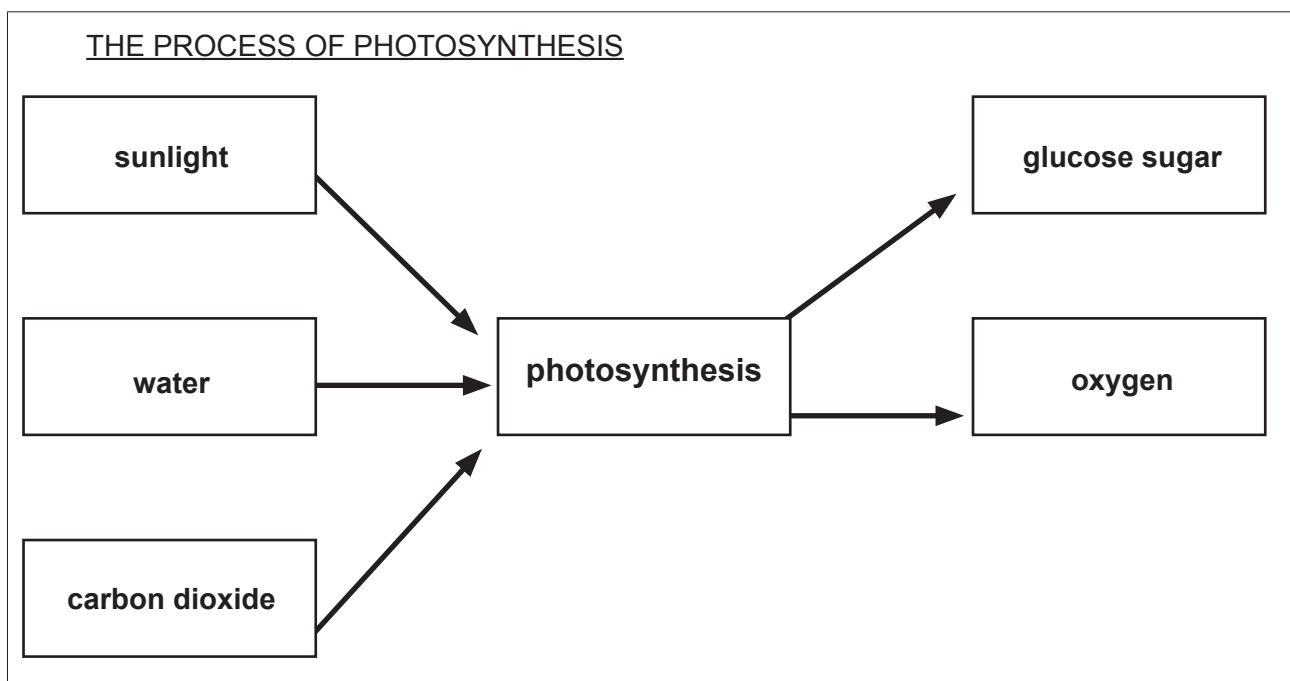 THE PROCESS OF PHOTOSYNTHESIS
sunlight
glucose sugar
water
photosynthesis
oxygen
carbon dioxide